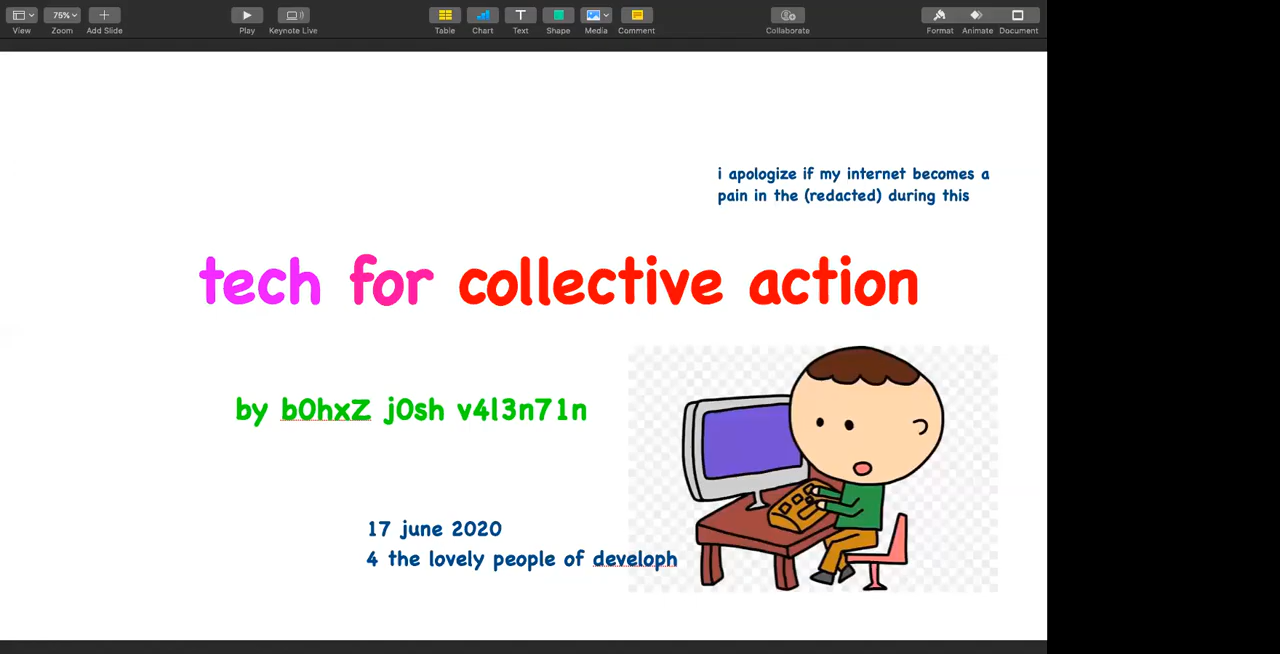 View
Zoom
Add Slide
Play
Keynote Live
Table
Chart
Text
Shape
Media
Comment
Collaborate
Format
Animate
Document
75%
i apologize if my internet becomes a
pain in the (redacted) during this
tech for collective action
by b0hxZ j0sh v4l3n71n
17 june 2020
4 the lovely people of developh